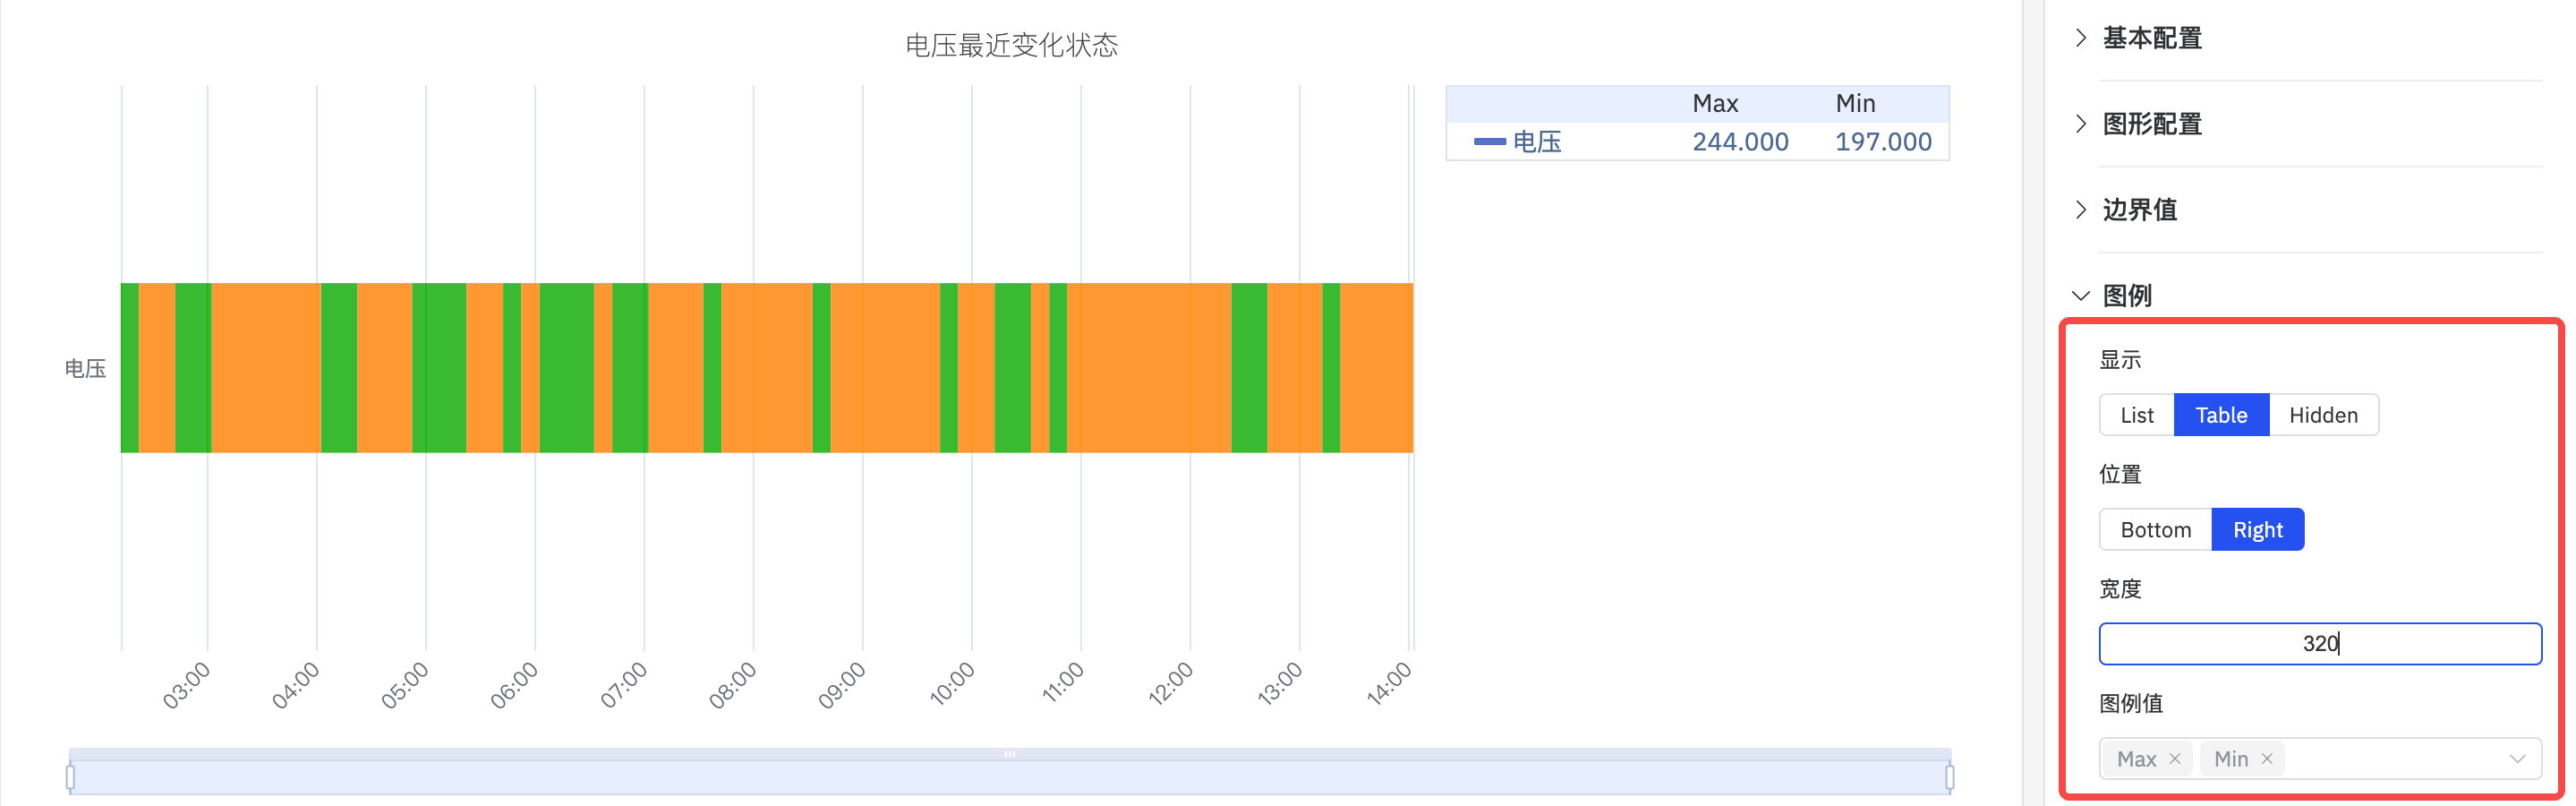 电压最近变化状态
Max Min
电压 244.000 197.000
电压
03:00 04:00 05:00 06:00 07:00 08:00 09:00 10:00 11:00 12:00 13:00 14:00
基本配置
图形配置
边界值
图例
显示
List Table Hidden
位置
Bottom Right
宽度
320
图例值
Max Min